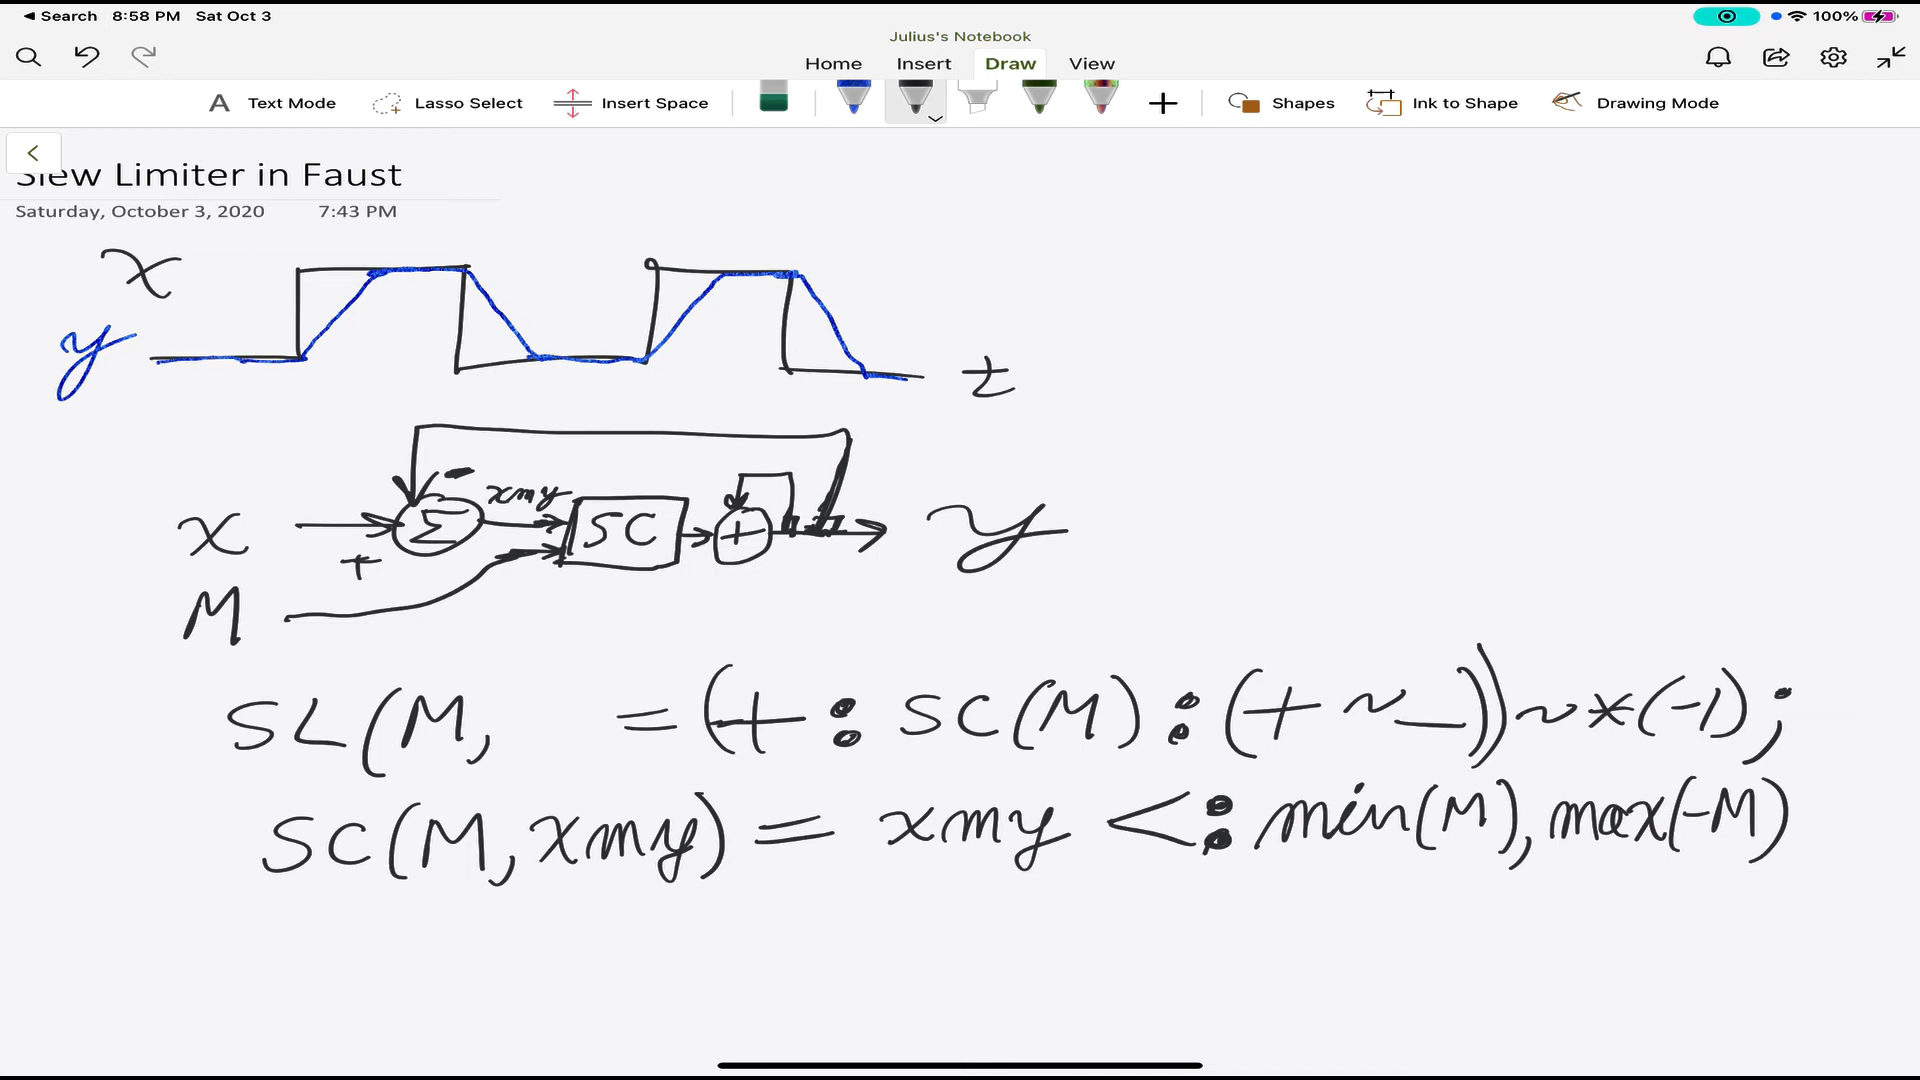 Search 8:58 PM Sat Oct 3 100%
Julius's Notebook
Home Insert Draw View
Text Mode Lasso Select Insert Space Shapes Ink to Shape Drawing Mode
Slew Limiter in Faust
Saturday, October 3, 2020 7:43 PM
x
y
t
- xmy
x Σ SC + y
+
M
SL(M, = (+ : SC(M) : (+ ~ _)) ~ *(-1);
SC(M, xmy) = xmy <: min(M), max(-M)